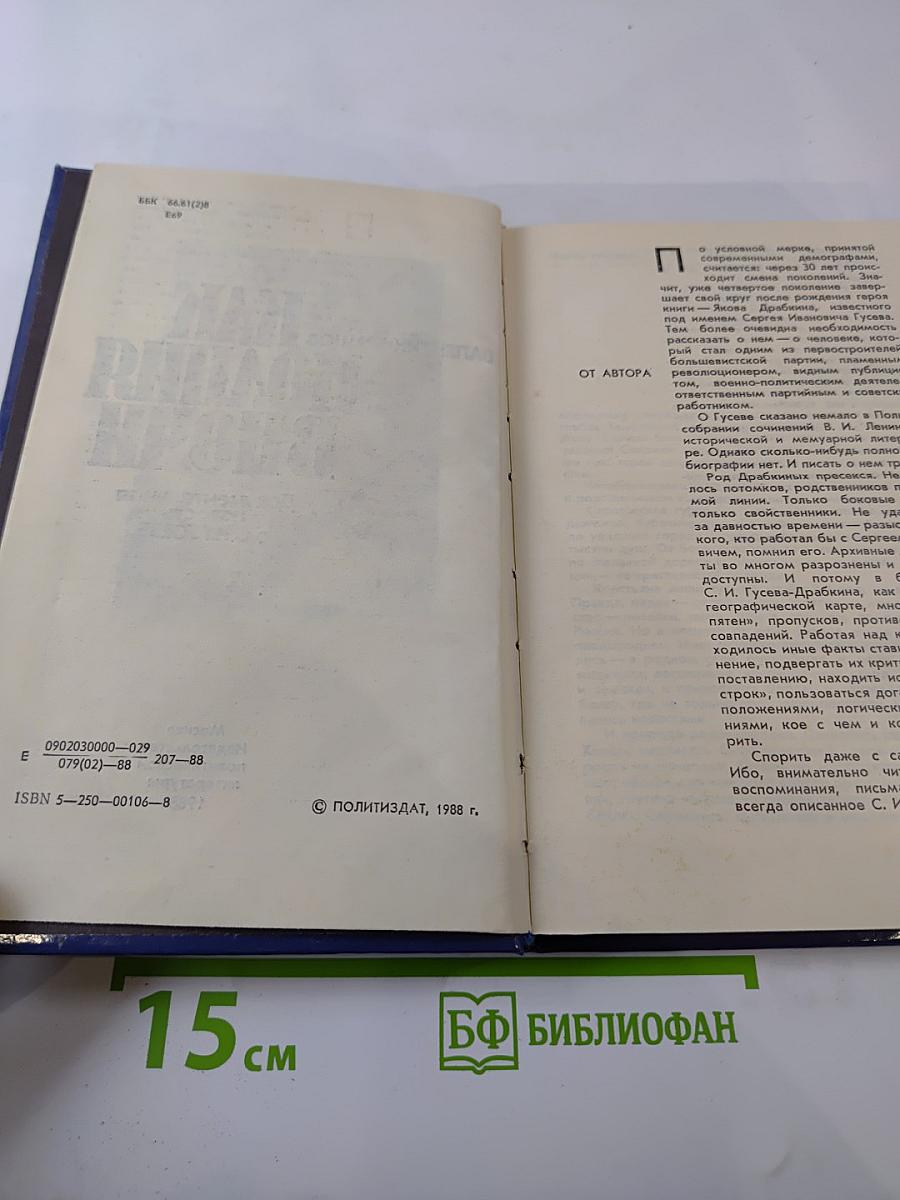 ББК 66.61(2)8
Е69
Е 0902030000—029 207—88
079(02)—88
ISBN 5—250—00106—8
© ПОЛИТИЗДАТ, 1988 г.
ОТ АВТОРА
По условной мерке, принятой
современными демографами,
считается: через 30 лет проис-
ходит смена поколений. Зна-
чит, уже четвертое поколение завер-
шает свой круг после рождения героя
книги — Якова Драбкина, известного
под именем Сергея Ивановича Гусева.
Тем более очевидна необходимость
рассказать о нем — о человеке, кото-
рый стал одним из первостроителей
большевистской партии, пламенным
революционером, видным публицис
том, военно-политическим деятеле
ответственным партийным и советск
работником.
О Гусеве сказано немало в Пол
собрании сочинений В. И. Ленин
исторической и мемуарной литер
ре. Однако сколько-нибудь полно
биографии нет. И писать о нем тр
Род Драбкиных пресекся. Не
лось потомков, родственников п
мой линии. Только боковые
только свойственники. Не уда
за давностью времени — разыс
кого, кто работал бы с Сергеем
вичем, помнил его. Архивные
ты во многом разрознены и
доступны. И потому в б
С. И. Гусева-Драбкина, как
географической карте, мно
пятен», пропусков, против
совпадений. Работая над к
ходилось иные факты стави
нение, подвергать их крит
поставлению, находить ис
строк», пользоваться дога
положениями, логическ
ниями, кое с чем и ко
рить.
Спорить даже с са
Ибо, внимательно чит
воспоминания, письма
всегда описанное С. И
15 см
БФ БИБЛИОФАН